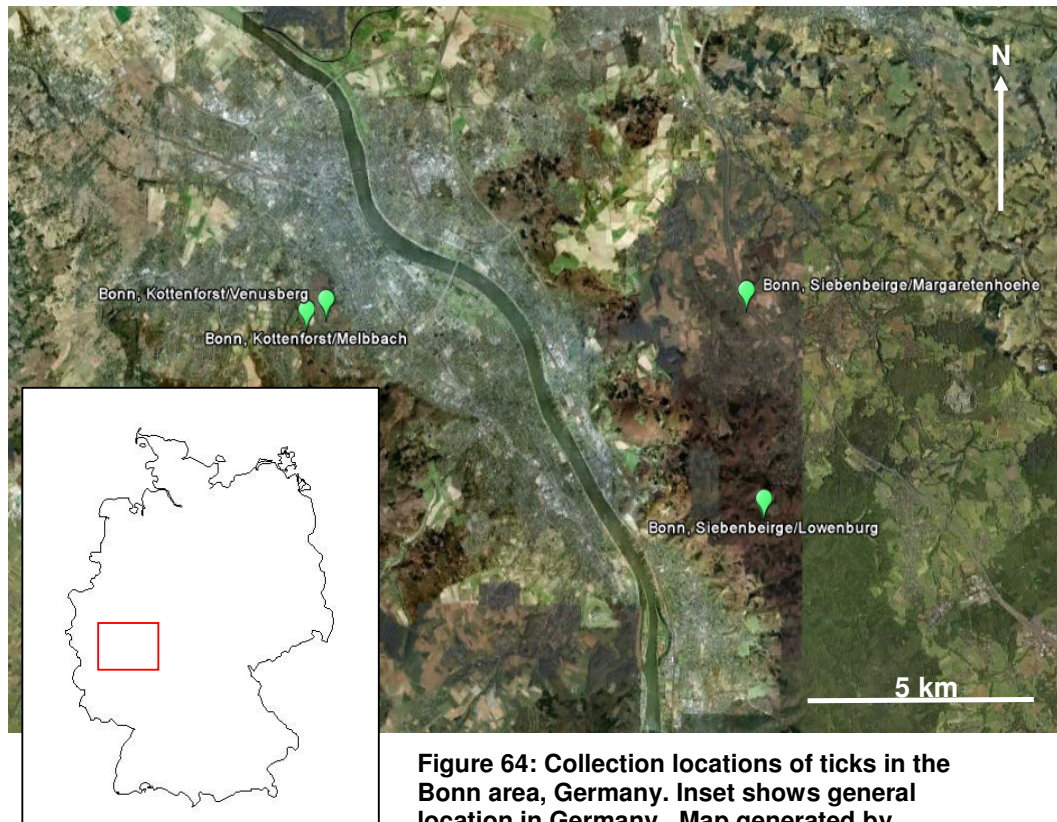 N
Bonn, Siebenbeirge/Margaretenhoehe
Bonn, Kottenforst/Venusberg
Bonn, Kottenforst/Melbbach
Bonn, Siebenbeirge/Lowenburg
5 km
Figure 64: Collection locations of ticks in the
Bonn area, Germany. Inset shows general
location in Germany. Map generated by